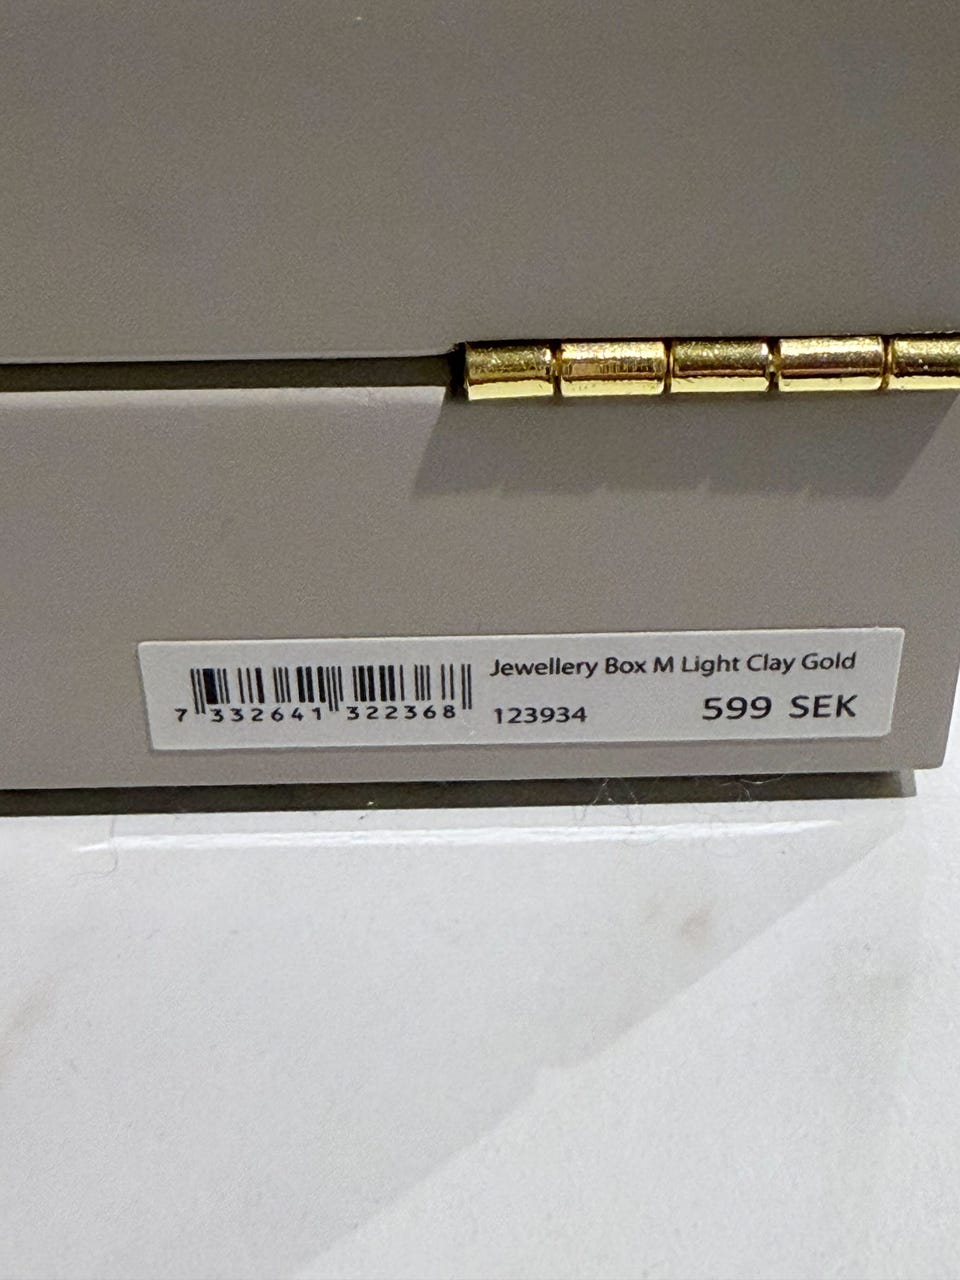 Jewellery Box M Light Clay Gold
7 332641 322368
123934
599 SEK